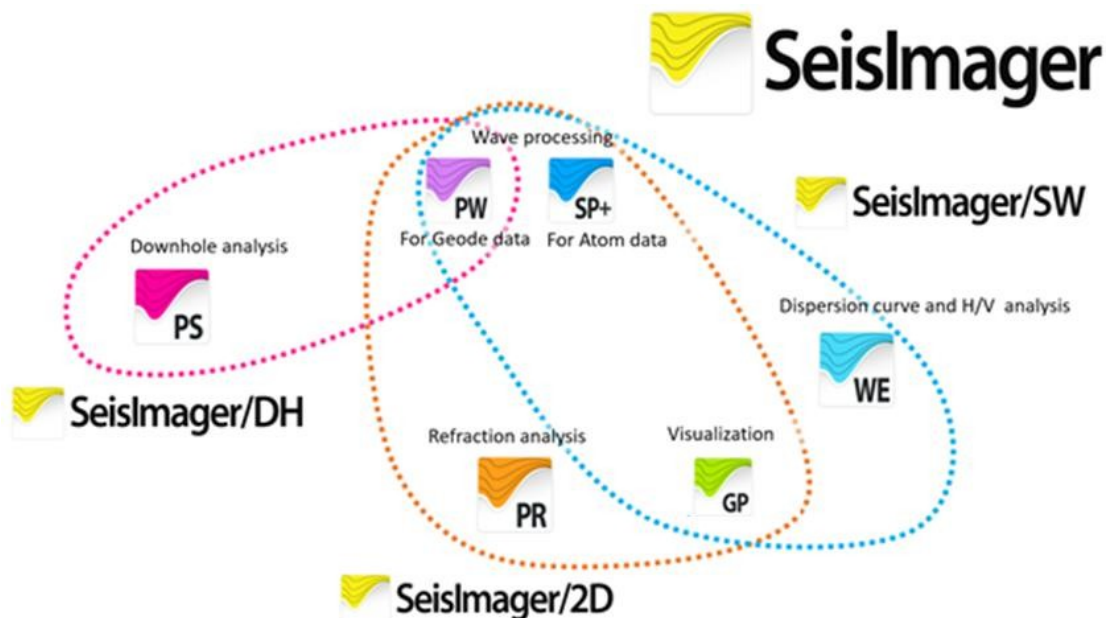 SeisImager
Wave processing
PW
SP+
SeisImager/SW
For Geode data
For Atom data
Downhole analysis
PS
Dispersion curve and H/V analysis
WE
SeisImager/DH
Refraction analysis
Visualization
PR
GP
SeisImager/2D